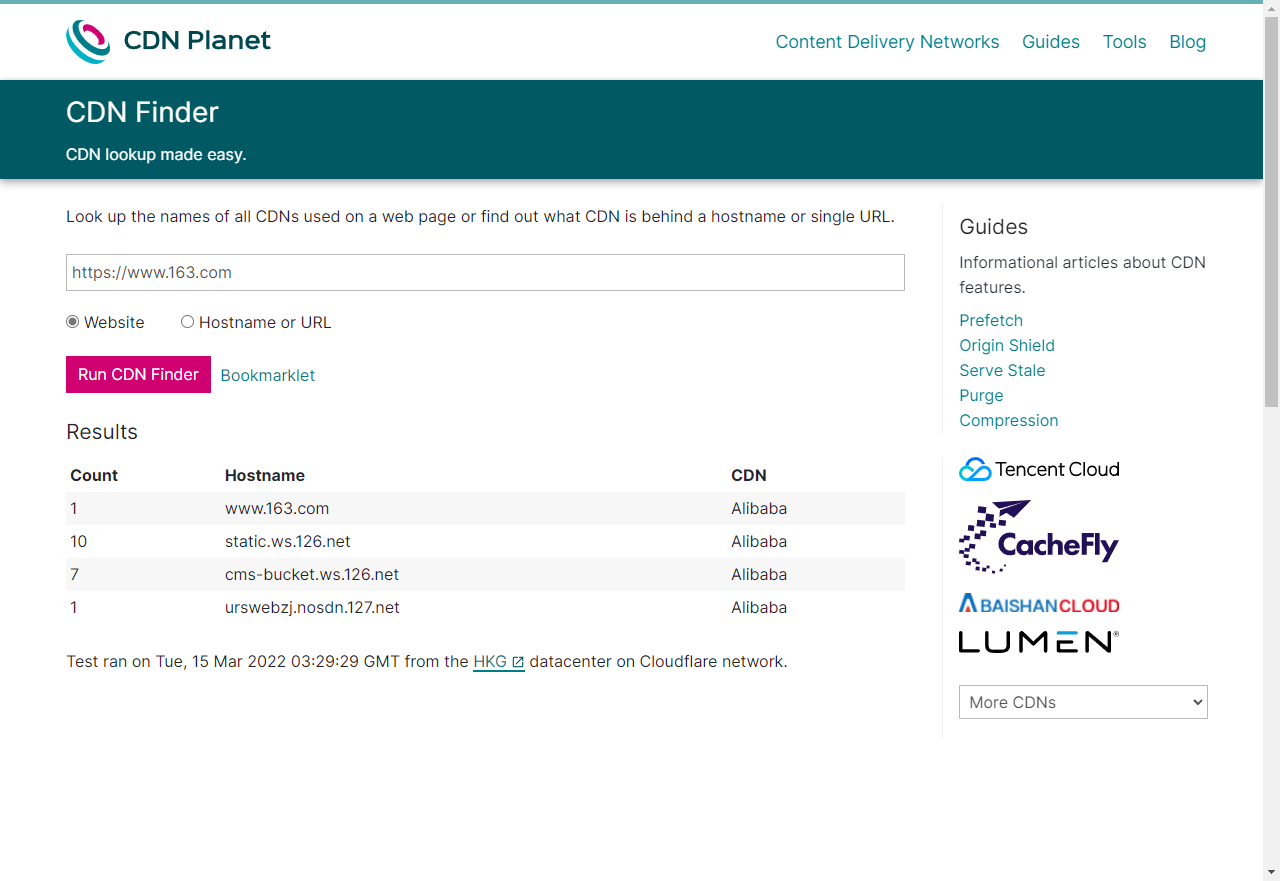 CDN Planet
Content Delivery Networks Guides Tools Blog
CDN Finder
CDN lookup made easy.
Look up the names of all CDNs used on a web page or find out what CDN is behind a hostname or single URL.
https://www.163.com
Website Hostname or URL
Run CDN Finder Bookmarklet
Results
Count Hostname CDN
1 www.163.com Alibaba
10 static.ws.126.net Alibaba
7 cms-bucket.ws.126.net Alibaba
1 urswebzj.nosdn.127.net Alibaba
Test ran on Tue, 15 Mar 2022 03:29:29 GMT from the HKG datacenter on Cloudflare network.
Guides
Informational articles about CDN
features.
Prefetch
Origin Shield
Serve Stale
Purge
Compression
Tencent Cloud
CacheFly
BAISHANCLOUD
LUMEN®
More CDNs